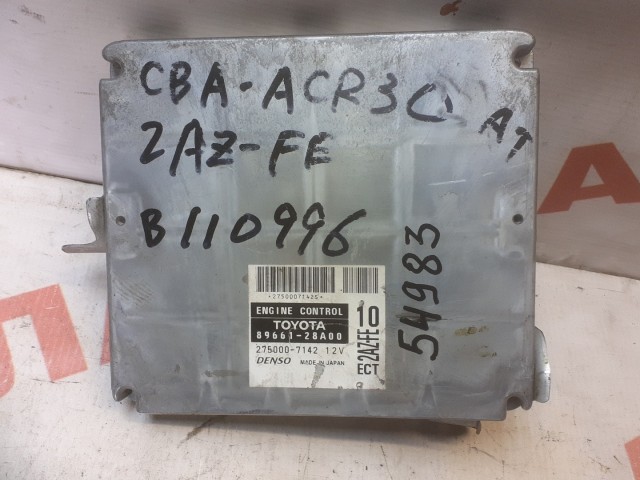 CBA-ACR30 AT
2AZ-FE
B110996
54983
*2750007142G*
ENGINE CONTROL
TOYOTA
89661-28A00
275000-7142 12V
DENSO MADE IN JAPAN
10
2AZ-FE
ECT